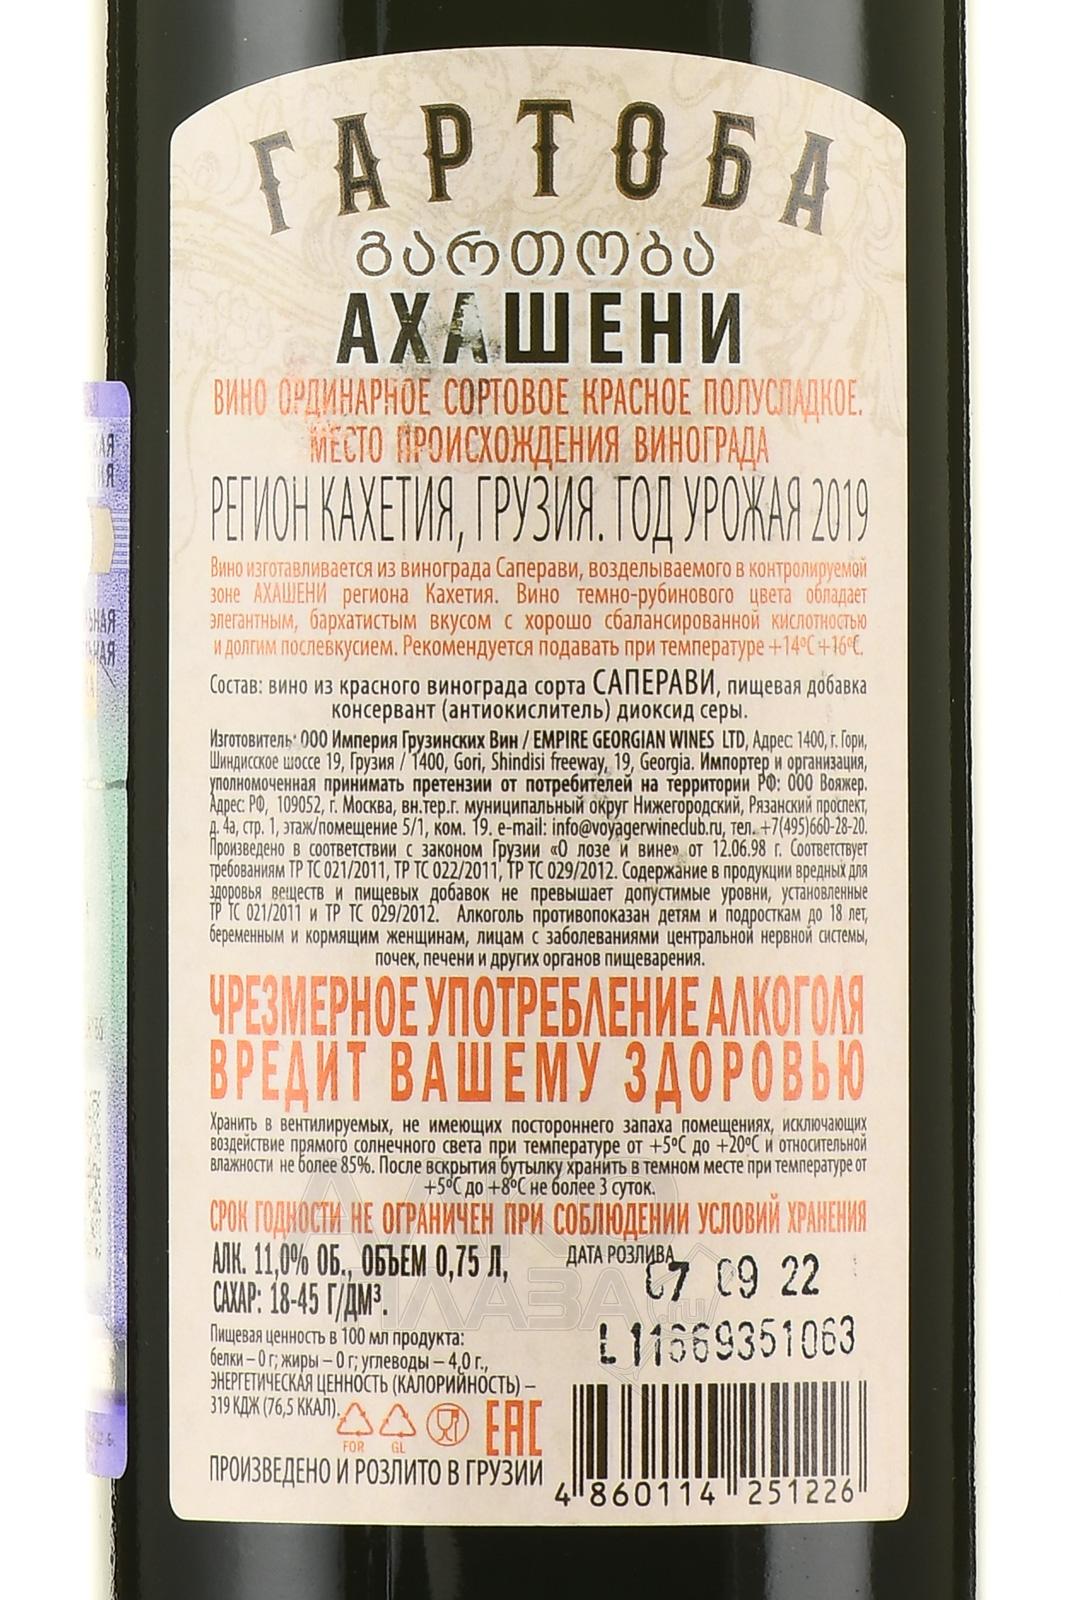 ГАРТОБА
გართობა
АХАШЕНИ
ВИНО ОРДИНАРНОЕ СОРТОВОЕ КРАСНОЕ ПОЛУСЛАДКОЕ.
МЕСТО ПРОИСХОЖДЕНИЯ ВИНОГРАДА
РЕГИОН КАХЕТИЯ, ГРУЗИЯ. ГОД УРОЖАЯ 2019
Вино изготавливается из винограда Саперави, возделываемого в контролируемой
зоне АХАШЕНИ региона Кахетия. Вино темно-рубинового цвета обладает
элегантным, бархатистым вкусом с хорошо сбалансированной кислотностью
и долгим послевкусием. Рекомендуется подавать при температуре +14°C +16°C.
Состав: вино из красного винограда сорта САПЕРАВИ, пищевая добавка
консервант (антиокислитель) диоксид серы.
Изготовитель: ООО Империя Грузинских Вин / EMPIRE GEORGIAN WINES LTD, Адрес: 1400, г. Гори,
Шиндисское шоссе 19, Грузия / 1400, Gori, Shindisi freeway, 19, Georgia. Импортер и организация,
уполномоченная принимать претензии от потребителей на территории РФ: ООО Вояжер.
Адрес: РФ, 109052, г. Москва, вн.тер.г. муниципальный округ Нижегородский, Рязанский проспект,
д. 4а, стр. 1, этаж/помещение 5/1, ком. 19. e-mail: info@voyagerwineclub.ru, тел. +7(495)660-28-20.
Произведено в соответствии с законом Грузии «О лозе и вине» от 12.06.98 г. Соответствует
требованиям ТР ТС 021/2011, ТР ТС 022/2011, ТР ТС 029/2012. Содержание в продукции вредных для
здоровья веществ и пищевых добавок не превышает допустимые уровни, установленные
ТР ТС 021/2011 и ТР ТС 029/2012. Алкоголь противопоказан детям и подросткам до 18 лет,
беременным и кормящим женщинам, лицам с заболеваниями центральной нервной системы,
почек, печени и других органов пищеварения.
ЧРЕЗМЕРНОЕ УПОТРЕБЛЕНИЕ АЛКОГОЛЯ
ВРЕДИТ ВАШЕМУ ЗДОРОВЬЮ
Хранить в вентилируемых, не имеющих постороннего запаха помещениях, исключающих
воздействие прямого солнечного света при температуре от +5°C до +20°C и относительной
влажности не более 85%. После вскрытия бутылку хранить в темном месте при температуре от
+5°C до +8°C не более 3 суток.
СРОК ГОДНОСТИ НЕ ОГРАНИЧЕН ПРИ СОБЛЮДЕНИИ УСЛОВИЙ ХРАНЕНИЯ
АЛК. 11,0% ОБ., ОБЪЕМ 0,75 Л,
САХАР: 18-45 Г/ДМ³.
ДАТА РОЗЛИВА
07 09 22
L11669351063
Пищевая ценность в 100 мл продукта:
белки – 0 г; жиры – 0 г; углеводы – 4,0 г.,
ЭНЕРГЕТИЧЕСКАЯ ЦЕННОСТЬ (КАЛОРИЙНОСТЬ) –
319 КДЖ (76,5 ККАЛ).
FOR GL
EAC
ПРОИЗВЕДЕНО И РОЗЛИТО В ГРУЗИИ
4 860114 251226
АЛКО
ПЛАЗА.ru